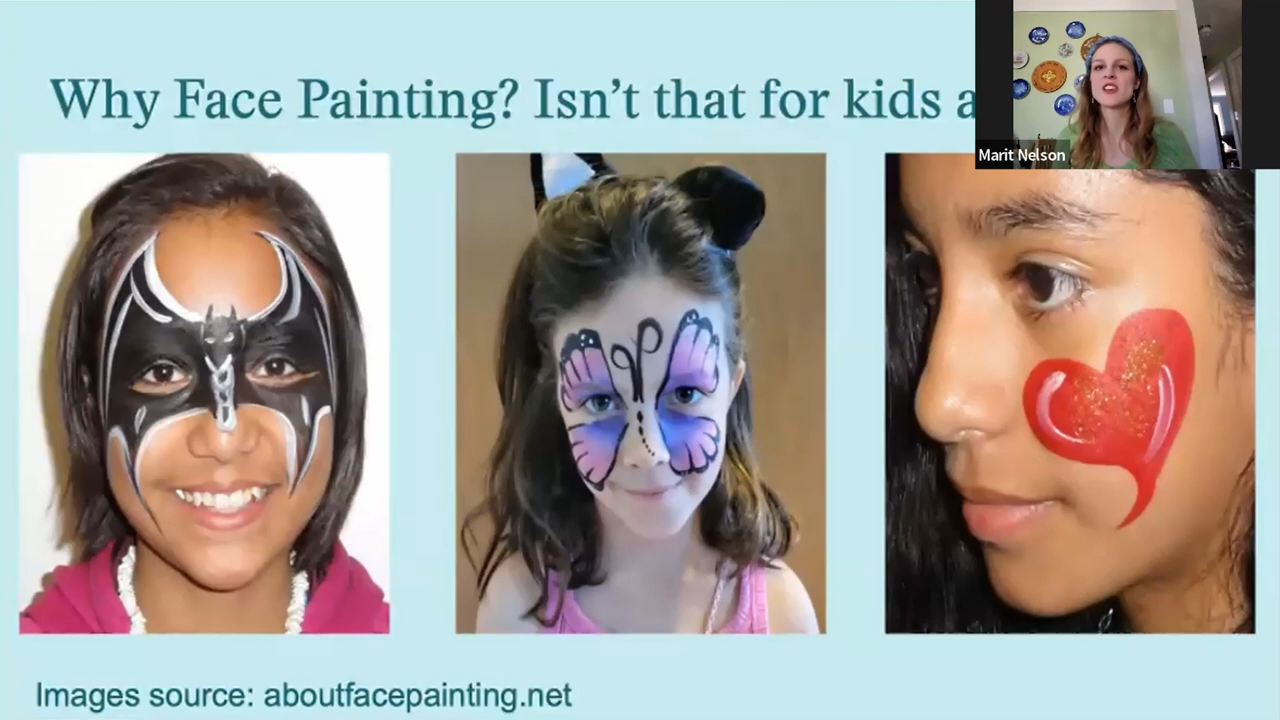 Why Face Painting? Isn’t that for kids a
Marit Nelson
Images source: aboutfacepainting.net